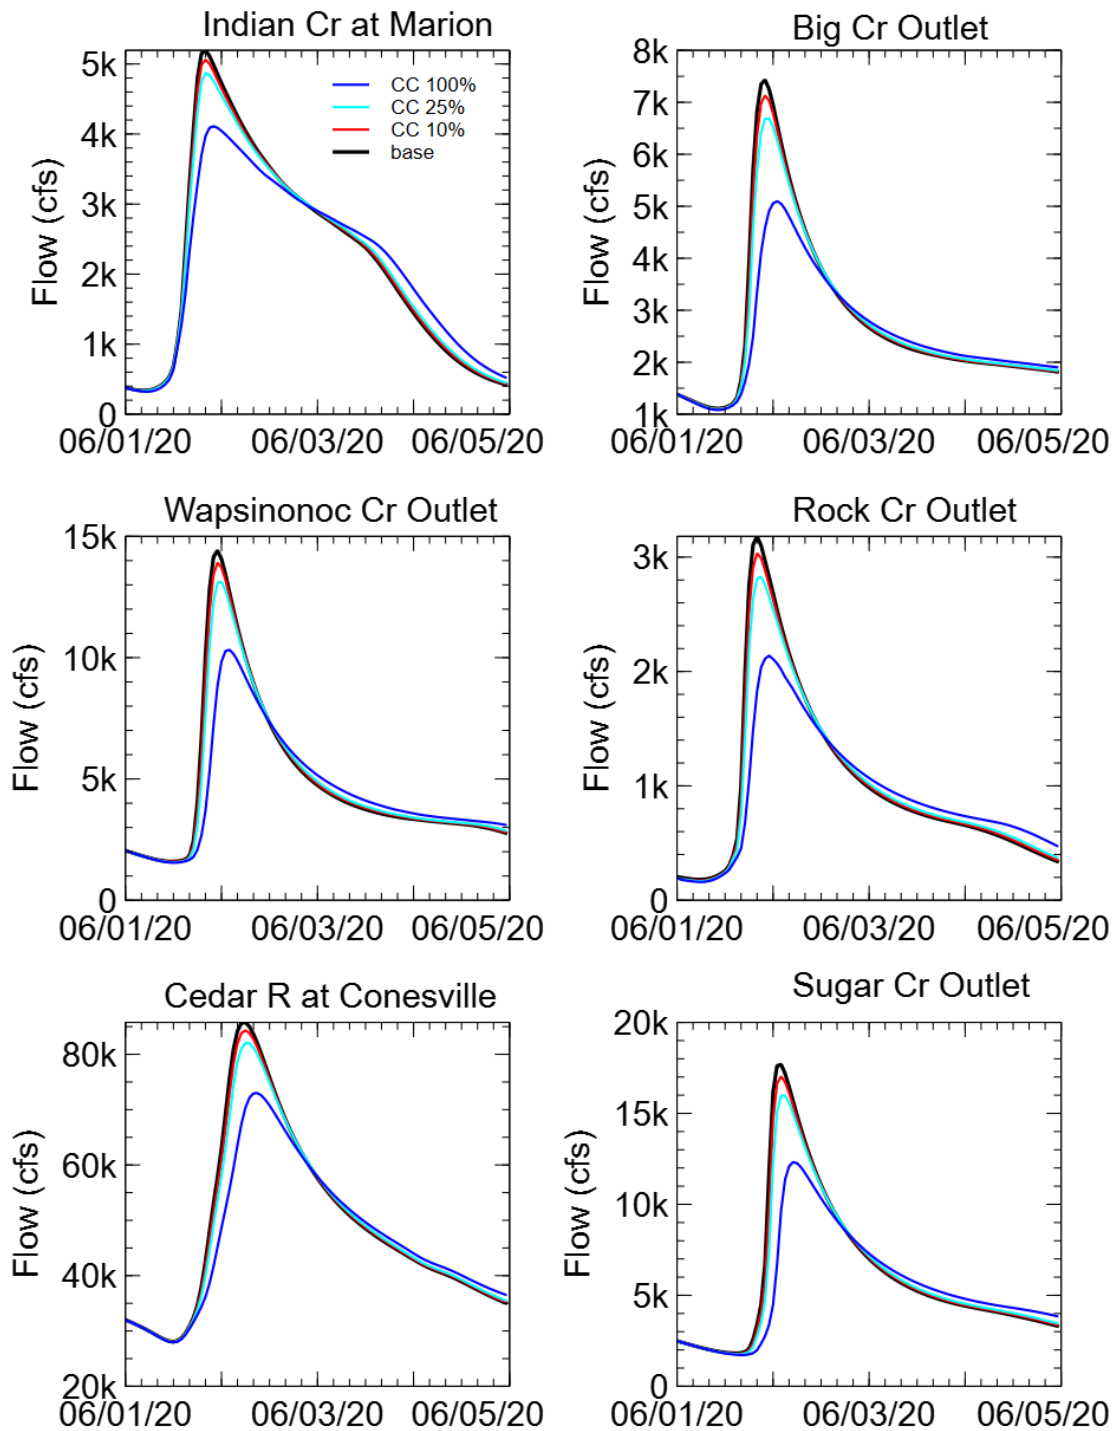 Indian Cr at Marion
Flow (cfs)
5k
4k
3k
2k
1k
0
06/01/20 06/03/20 06/05/20
CC 100%
CC 25%
CC 10%
base
Big Cr Outlet
Flow (cfs)
8k
7k
6k
5k
4k
3k
2k
1k
06/01/20 06/03/20 06/05/20
Wapsinonoc Cr Outlet
Flow (cfs)
15k
10k
5k
0
06/01/20 06/03/20 06/05/20
Rock Cr Outlet
Flow (cfs)
3k
2k
1k
0
06/01/20 06/03/20 06/05/20
Cedar R at Conesville
Flow (cfs)
80k
60k
40k
20k
06/01/20 06/03/20 06/05/20
Sugar Cr Outlet
Flow (cfs)
20k
15k
10k
5k
0
06/01/20 06/03/20 06/05/20